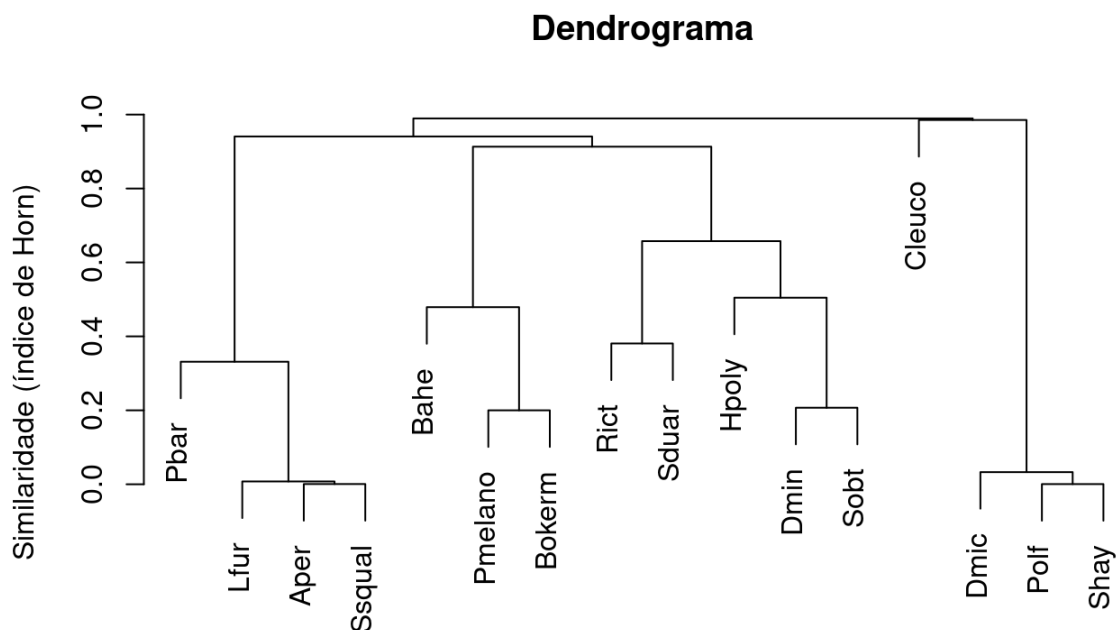 Dendrograma
Similaridade (índice de Horn)
1.0
0.8
0.6
0.4
0.2
0.0
Pbar
Lfur
Aper
Ssqual
Bahe
Pmelano
Bokerm
Rict
Sduar
Hpoly
Dmin
Sobt
Cleuco
Dmic
Polf
Shay